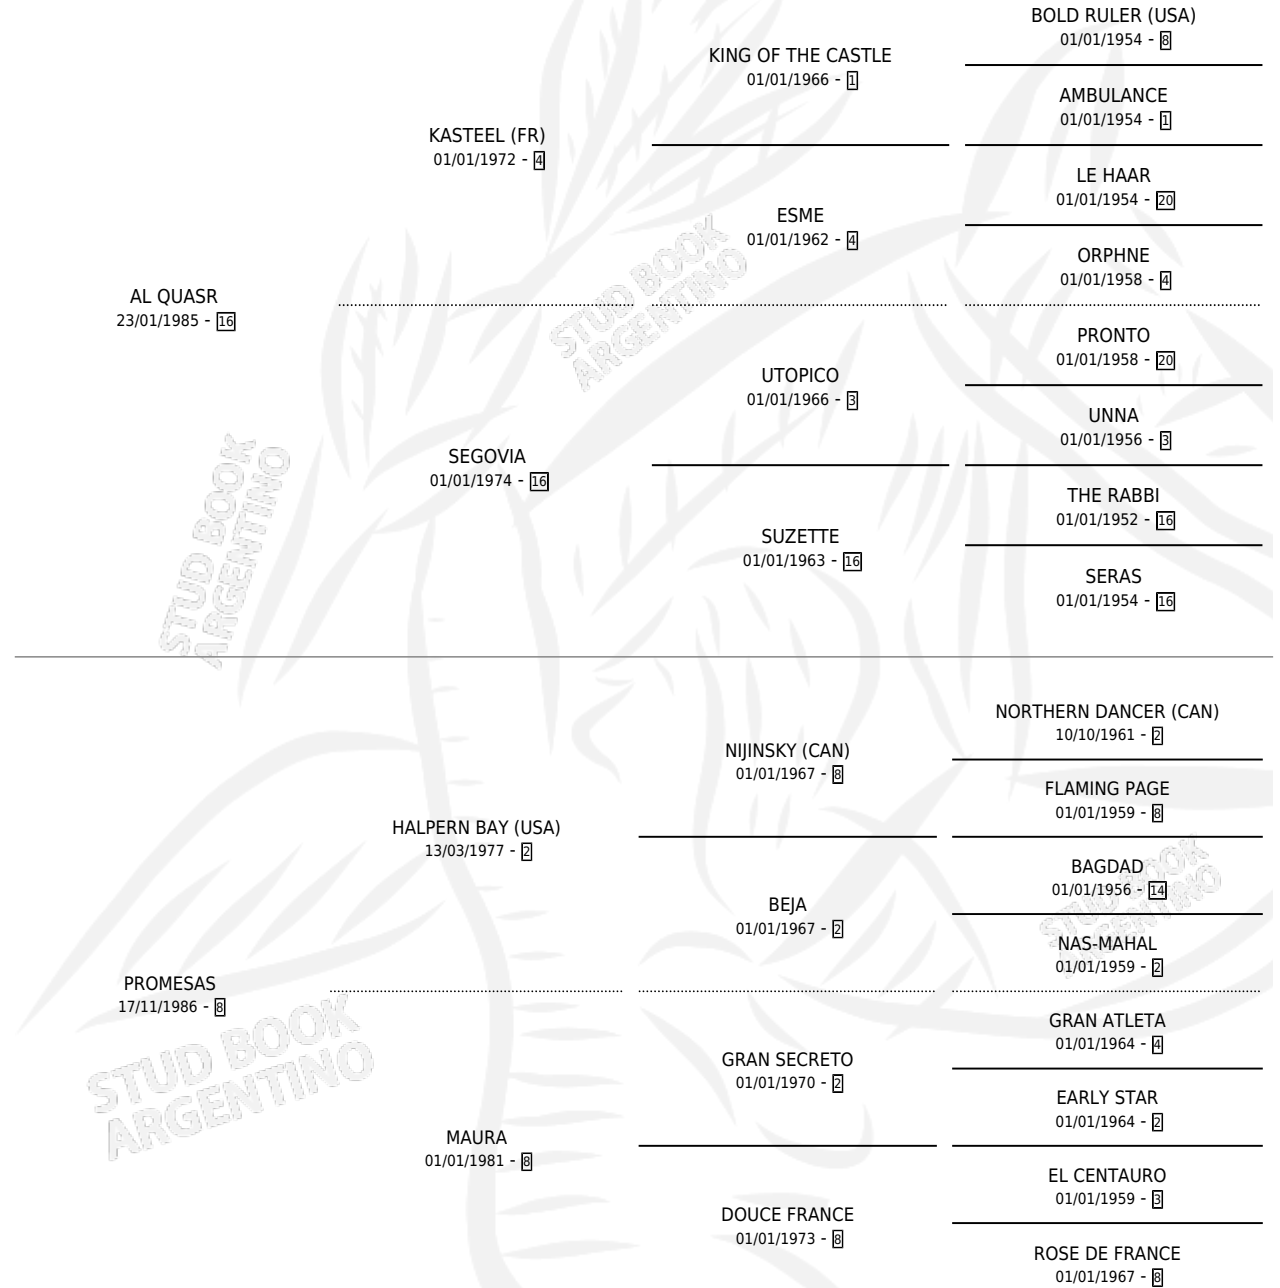 BOLD RULER (USA)
01/01/1954 - 8
KING OF THE CASTLE
01/01/1966 - 1
AMBULANCE
01/01/1954 - 1
KASTEEL (FR)
01/01/1972 - 4
LE HAAR
01/01/1954 - 20
ESME
01/01/1962 - 4
ORPHNE
01/01/1958 - 4
AL QUASR
23/01/1985 - 16
PRONTO
01/01/1958 - 20
UTOPICO
01/01/1966 - 3
UNNA
01/01/1956 - 3
SEGOVIA
01/01/1974 - 16
THE RABBI
01/01/1952 - 16
SUZETTE
01/01/1963 - 16
SERAS
01/01/1954 - 16
NORTHERN DANCER (CAN)
10/10/1961 - 2
NIJINSKY (CAN)
01/01/1967 - 8
FLAMING PAGE
01/01/1959 - 8
HALPERN BAY (USA)
13/03/1977 - 2
BAGDAD
01/01/1956 - 14
BEJA
01/01/1967 - 2
NAS-MAHAL
01/01/1959 - 2
PROMESAS
17/11/1986 - 8
GRAN ATLETA
01/01/1964 - 4
GRAN SECRETO
01/01/1970 - 2
EARLY STAR
01/01/1964 - 2
MAURA
01/01/1981 - 8
EL CENTAURO
01/01/1959 - 3
DOUCE FRANCE
01/01/1973 - 8
ROSE DE FRANCE
01/01/1967 - 8
STUD BOOK
ARGENTINO
STUD BOOK
ARGENTINO
STUD BOOK
ARGENTINO
STUD BOOK
ARGENTINO